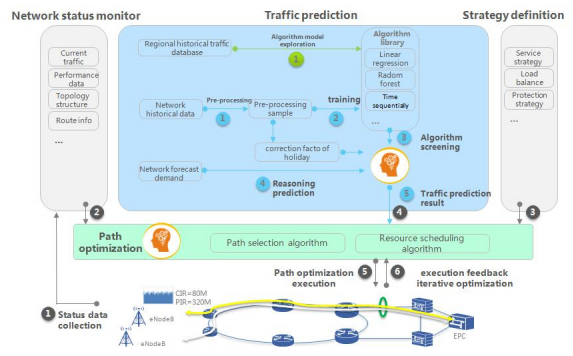 Network status monitor
Traffic prediction
Strategy definition
Current
traffic
Performance
data
Topology
structure
Route info
...
Regional historical traffic
database
Algorithm model
exploration
1
Algorithm
library
Linear
regression
Radom
forest
Time
sequentially
...
Network
historical data
Pre-processing
1
Pre-processing
sample
training
2
correction facto of
holiday
3
Algorithm
screening
Network forecast
demand
4
Reasoning
prediction
5
Traffic prediction
result
Service
strategy
Load
balance
Protection
strategy
...
2
4
3
Path
optimization
Path selection algorithm
Resource scheduling
algorithm
Path optimization
execution
5
6
execution feedback
iterative optimization
1
Status data
collection
CIR=80M
PIR=320M
eNodeB
eNodeB
EPC